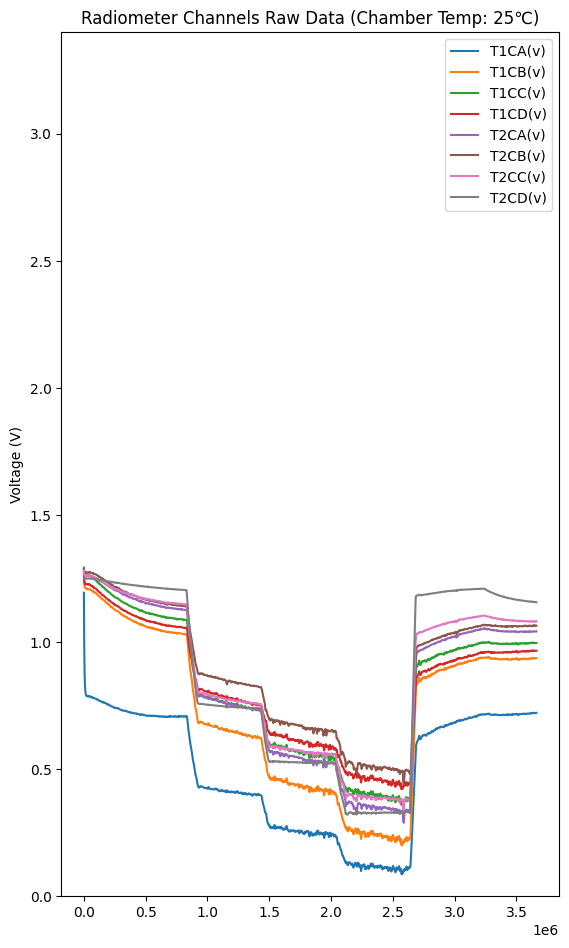 Radiometer Channels Raw Data (Chamber Temp: 25℃)
T1CA(v)
T1CB(v)
T1CC(v)
T1CD(v)
T2CA(v)
T2CB(v)
T2CC(v)
T2CD(v)
Voltage (V)
3.0
2.5
2.0
1.5
1.0
0.5
0.0
0.0 0.5 1.0 1.5 2.0 2.5 3.0 3.5
1e6